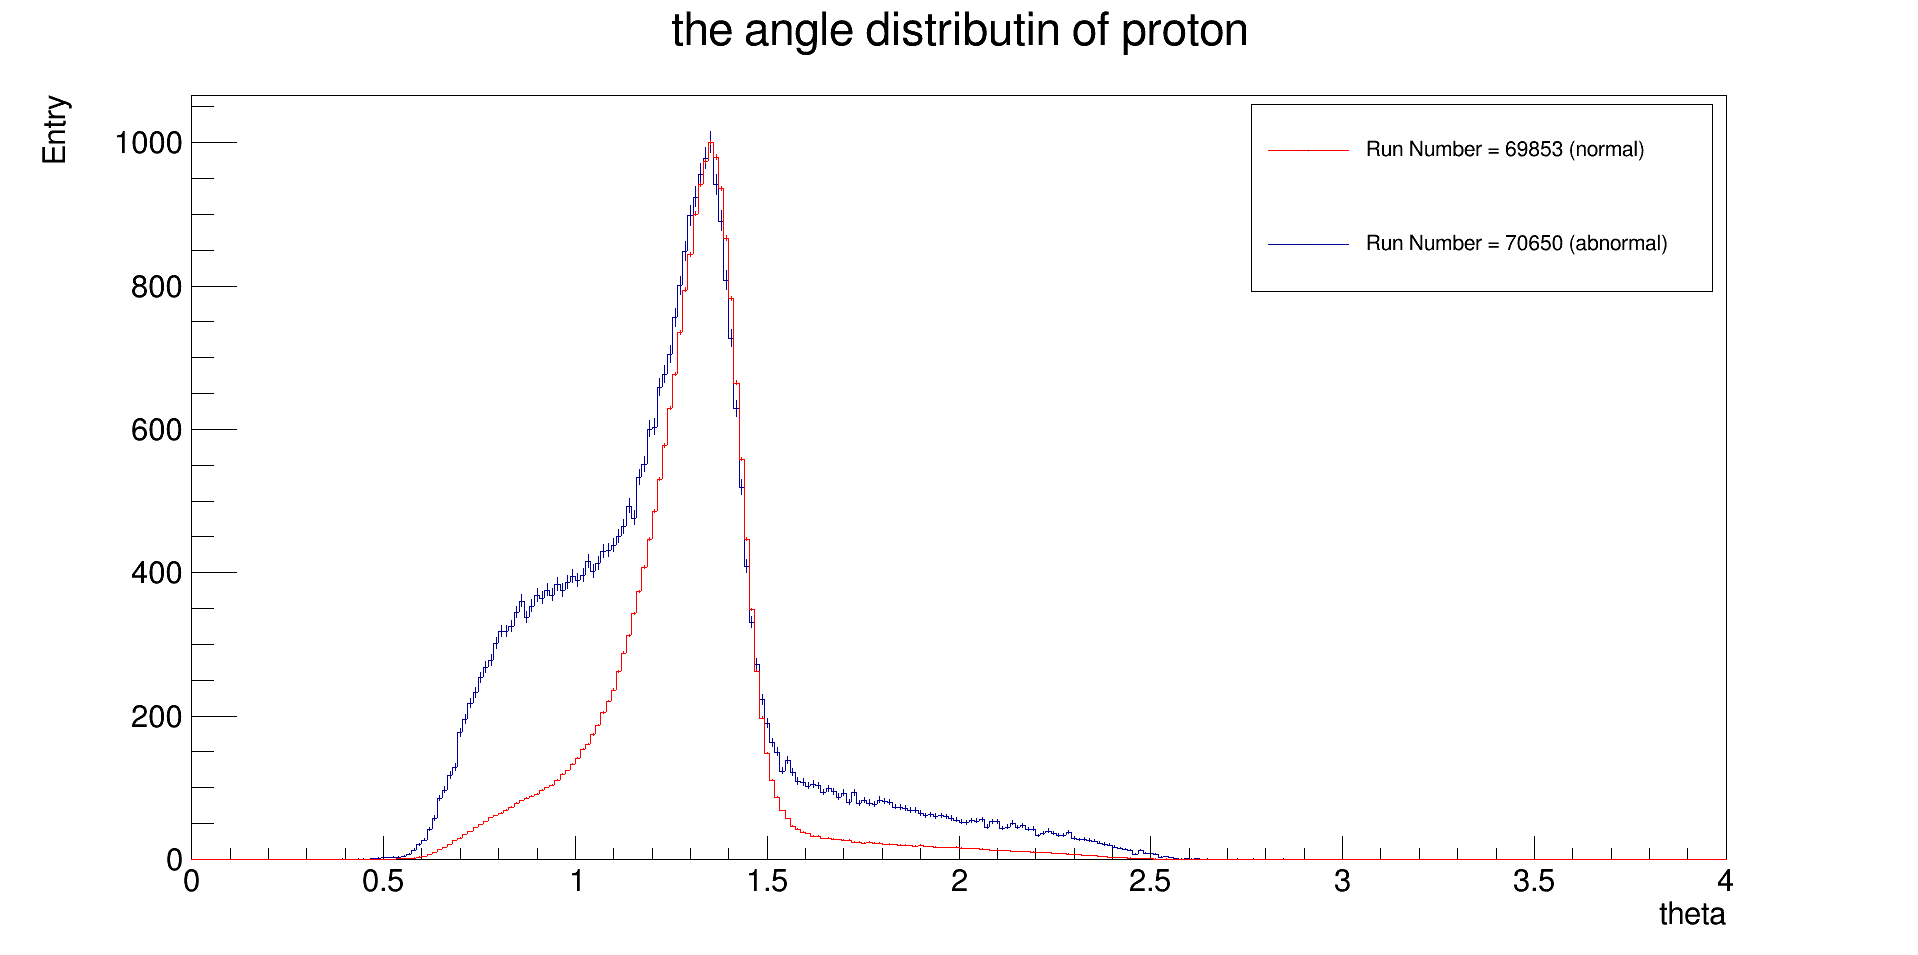 the angle distributin of proton
Entry
1000
800
600
400
200
0
0 0.5 1 1.5 2 2.5 3 3.5 4
theta
Run Number = 69853 (normal)
Run Number = 70650 (abnormal)